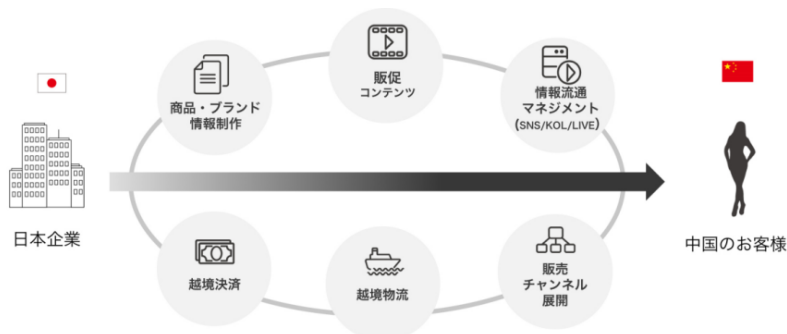 商品・ブランド
情報制作
販促
コンテンツ
情報流通
マネジメント
(SNS/KOL/LIVE)
日本企業
中国のお客様
越境決済
越境物流
販売
チャンネル
展開